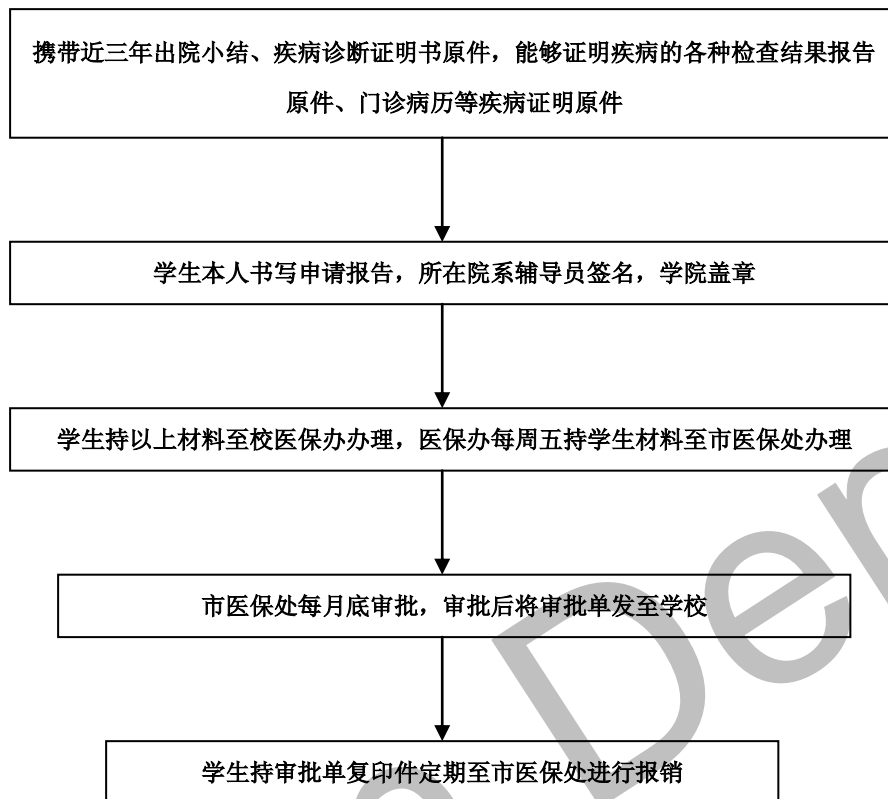 携带近三年出院小结、疾病诊断证明书原件，能够证明疾病的各种检查结果报告
原件、门诊病历等疾病证明原件
学生本人书写申请报告，所在院系辅导员签名，学院盖章
学生持以上材料至校医保办办理，医保办每周五持学生材料至市医保处办理
市医保处每月底审批，审批后将审批单发至学校
学生持审批单复印件定期至市医保处进行报销